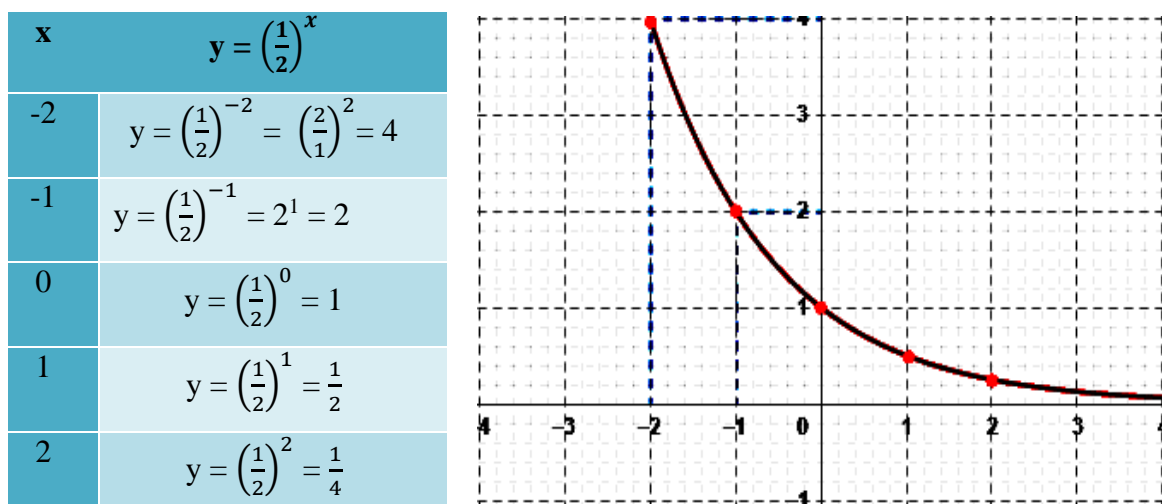 x y = (1/2)^x
-2 y = (1/2)^−2 = (2/1)^2 = 4
-1 y = (1/2)^−1 = 2^1 = 2
0 y = (1/2)^0 = 1
1 y = (1/2)^1 = 1/2
2 y = (1/2)^2 = 1/4
4
3
2
1
4 −3 −2 −1 0 1 2 3
1